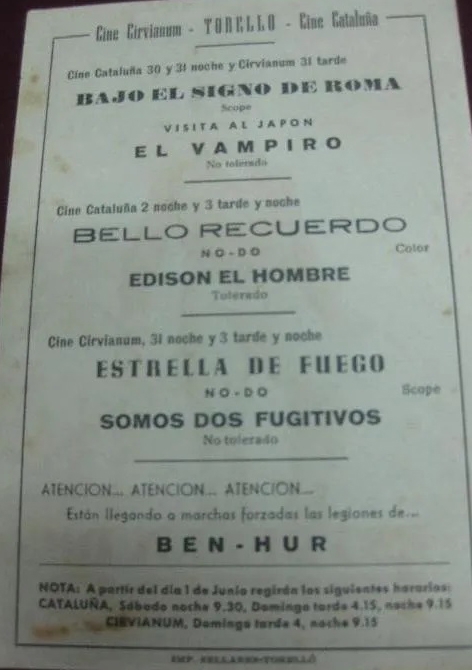 Cine Cirvianum - TORELLO - Cine Cataluña
Cine Cataluña 30 y 31 noche y Cirvianum 31 tarde
BAJO EL SIGNO DE ROMA
Scope
VISITA AL JAPON
EL VAMPIRO
No tolerado
Cine Cataluña 2 noche y 3 tarde y noche
BELLO RECUERDO
NO-DO
Color
EDISON EL HOMBRE
Tolerado
Cine Cirvianum, 31 noche y 3 tarde y noche
ESTRELLA DE FUEGO
NO-DO
Scope
SOMOS DOS FUGITIVOS
No tolerado
ATENCION... ATENCION... ATENCION...
Están llegando a marchas forzadas las legiones de...
BEN-HUR
NOTA: A partir del día 1 de Junio regirán los siguientes horarios:
CATALUÑA, Sábado noche 9.30, Domingo tarde 4.15, noche 9.15
CIRVIANUM, Domingo tarde 4, noche 9.15
IMP. SELLARES-TORELLÓ